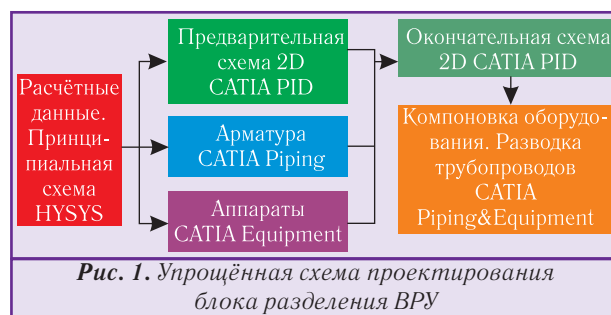 Расчётные
данные.
Принци-
пиальная
схема
HYSYS
Предварительная
схема 2D
CATIA PID
Арматура
CATIA Piping
Аппараты
CATIA Equipment
Окончательная схема
2D CATIA PID
Компоновка оборудо-
вания. Разводка
трубопроводов
CATIA
Piping&Equipment
Рис. 1. Упрощённая схема проектирования
блока разделения ВРУ